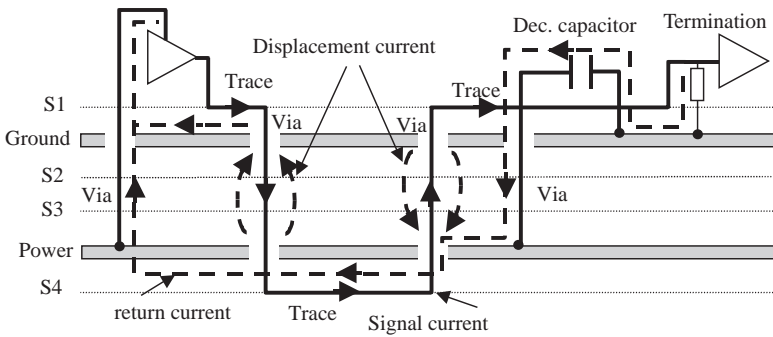 Dec. capacitor
Termination
Displacement current
Trace
Trace
S1
Via
Via
Ground
S2
Via
Via
S3
Power
S4
return current
Trace
Signal current